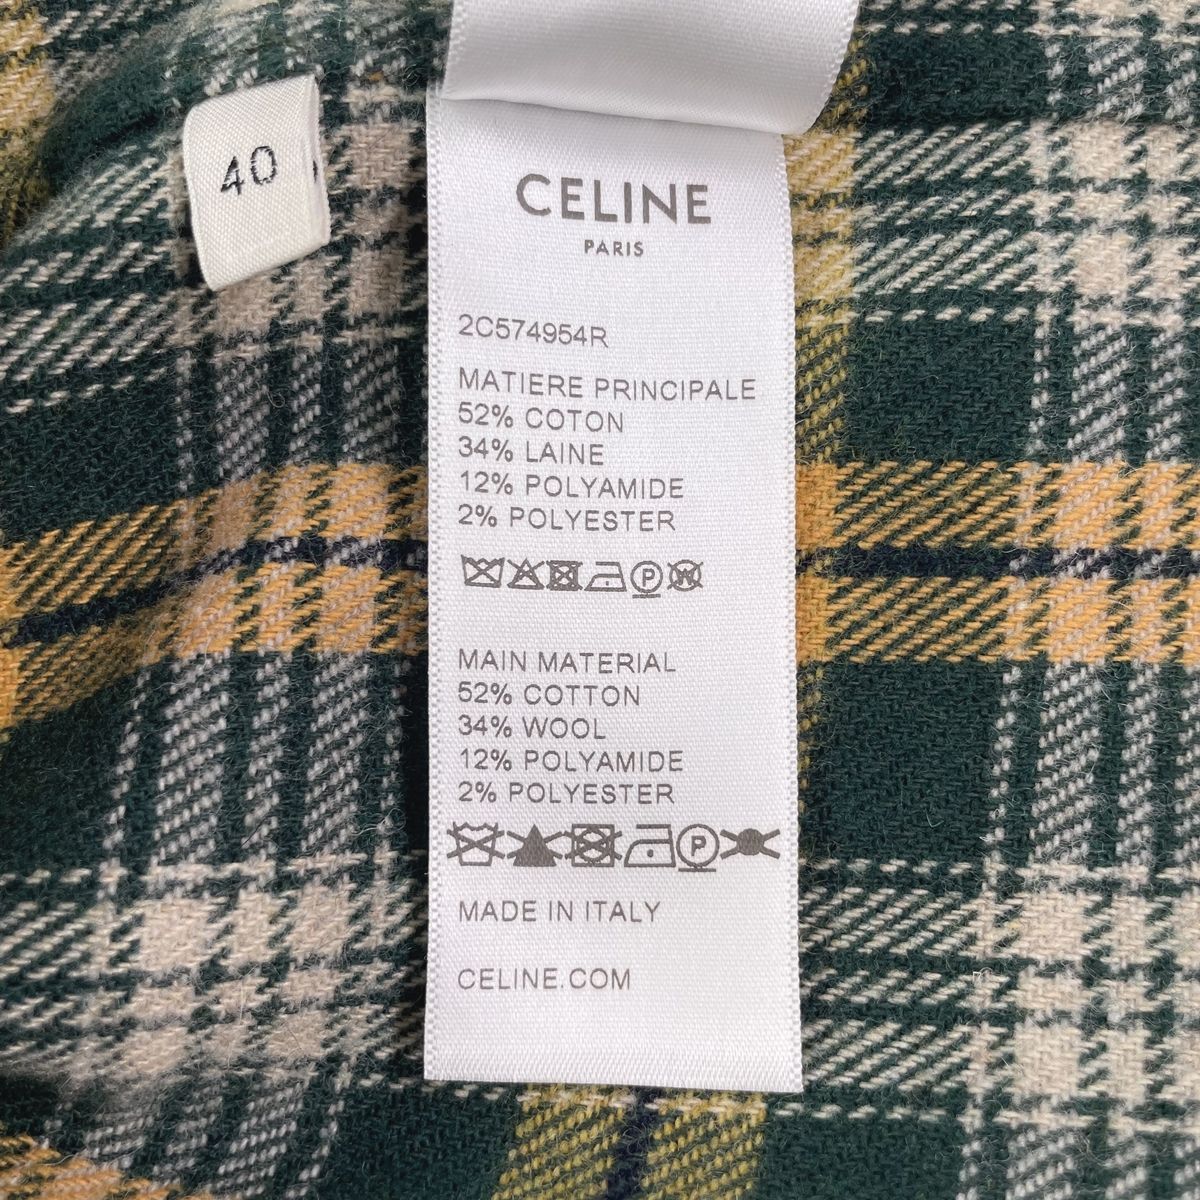 40
CELINE
PARIS
2C574954R
MATIERE PRINCIPALE
52% COTON
34% LAINE
12% POLYAMIDE
2% POLYESTER
P W
MAIN MATERIAL
52% COTTON
34% WOOL
12% POLYAMIDE
2% POLYESTER
P
MADE IN ITALY
CELINE.COM